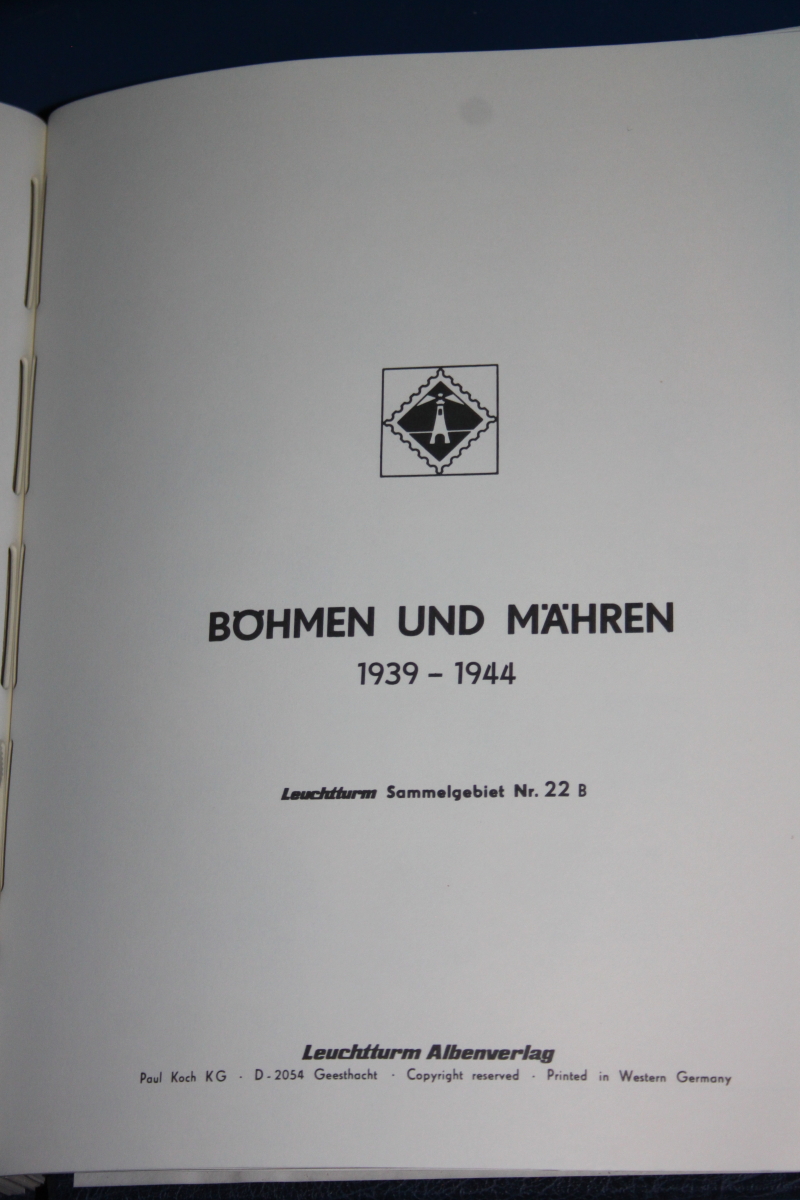 BÖHMEN UND MÄHREN
1939 – 1944
Leuchtturm Sammelgebiet Nr. 22 B
Leuchtturm Albenverlag
Paul Koch KG · D-2054 Geesthacht · Copyright reserved · Printed in Western Germany